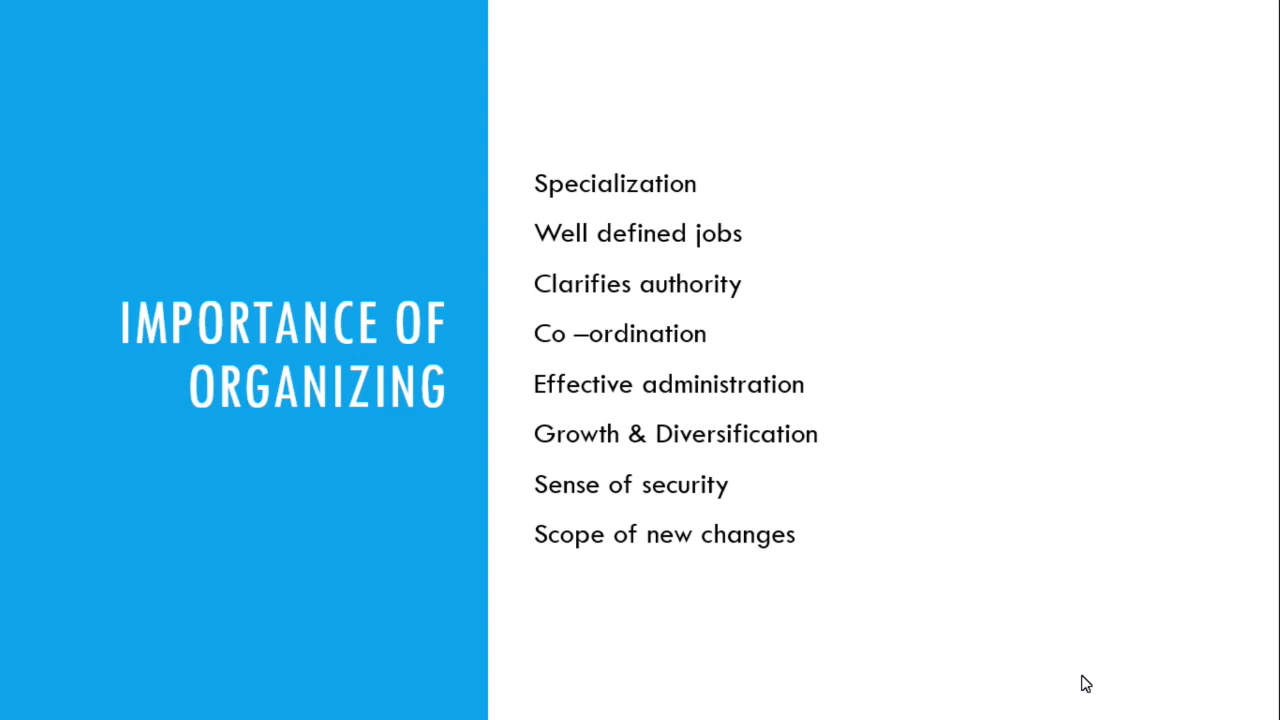 IMPORTANCE OF
ORGANIZING
Specialization
Well defined jobs
Clarifies authority
Co –ordination
Effective administration
Growth & Diversification
Sense of security
Scope of new changes